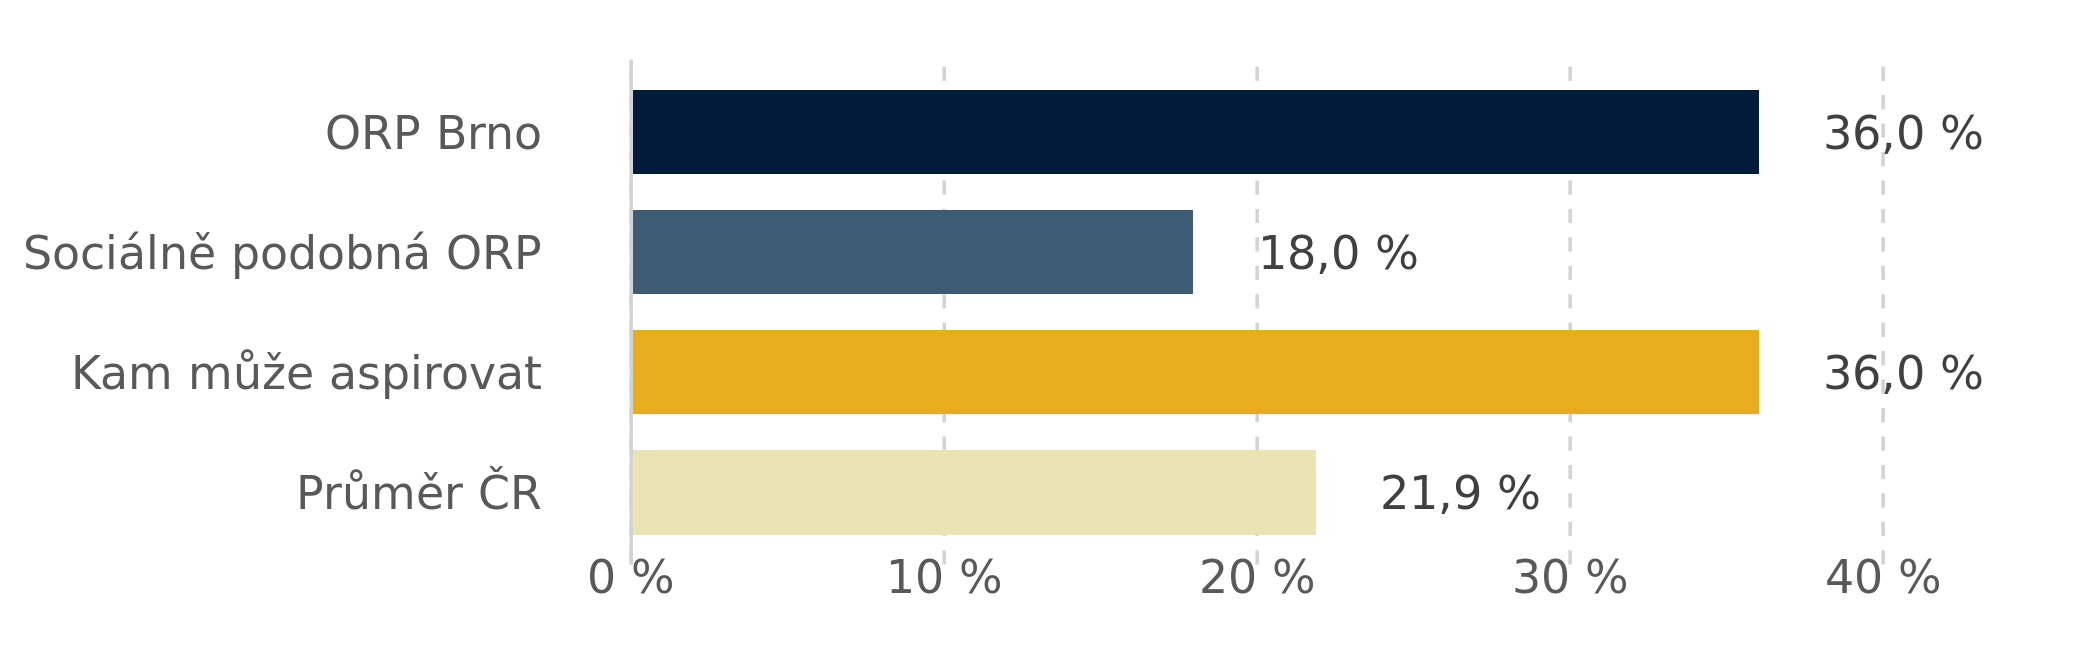 ORP Brno 36,0 %
Sociálně podobná ORP 18,0 %
Kam může aspirovat 36,0 %
Průměr ČR 21,9 %
0 % 10 % 20 % 30 % 40 %